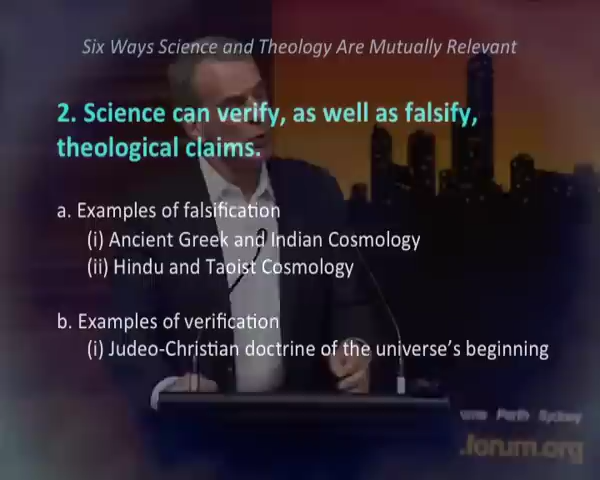 Six Ways Science and Theology Are Mutually Relevant
2. Science can verify, as well as falsify,
theological claims.
a. Examples of falsification
(i) Ancient Greek and Indian Cosmology
(ii) Hindu and Taoist Cosmology
b. Examples of verification
(i) Judeo-Christian doctrine of the universe's beginning
Perth Sydney
.forum.org